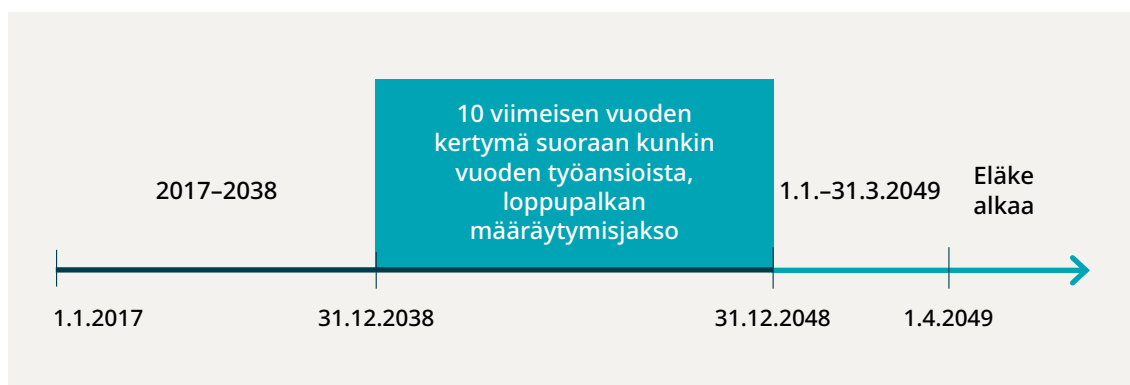 10 viimeisen vuoden
kertymä suoraan kunkin
vuoden työansioista,
loppupalkan
määräytymisjakso
2017–2038
1.1.–31.3.2049
Eläke
alkaa
1.1.2017
31.12.2038
31.12.2048
1.4.2049